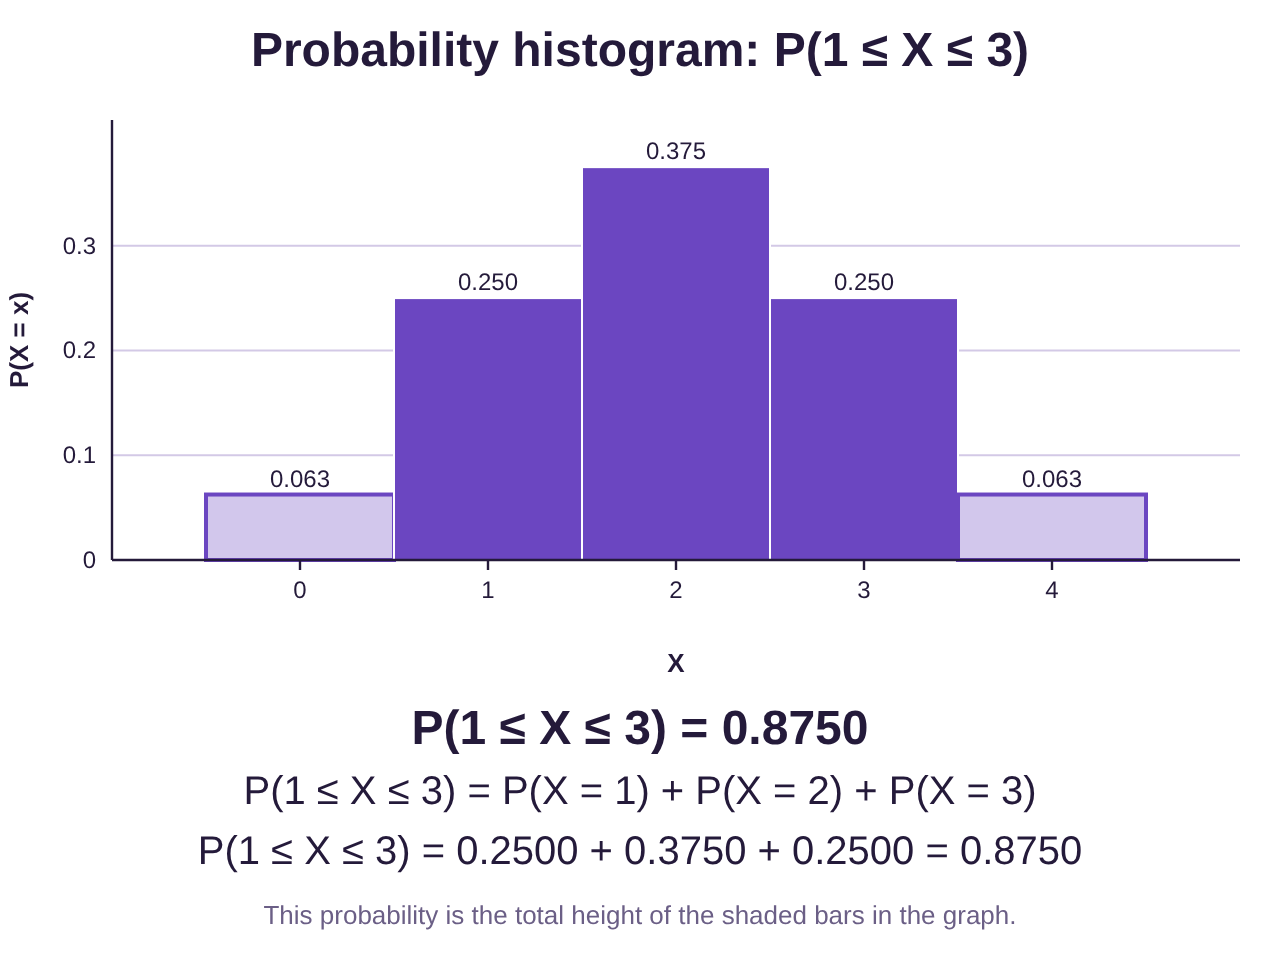 Probability histogram: P(1 ≤ X ≤ 3)
P(X = x)
0.3
0.2
0.1
0
0.063
0.250
0.375
0.250
0.063
0
1
2
3
4
X
P(1 ≤ X ≤ 3) = 0.8750
P(1 ≤ X ≤ 3) = P(X = 1) + P(X = 2) + P(X = 3)
P(1 ≤ X ≤ 3) = 0.2500 + 0.3750 + 0.2500 = 0.8750
This probability is the total height of the shaded bars in the graph.